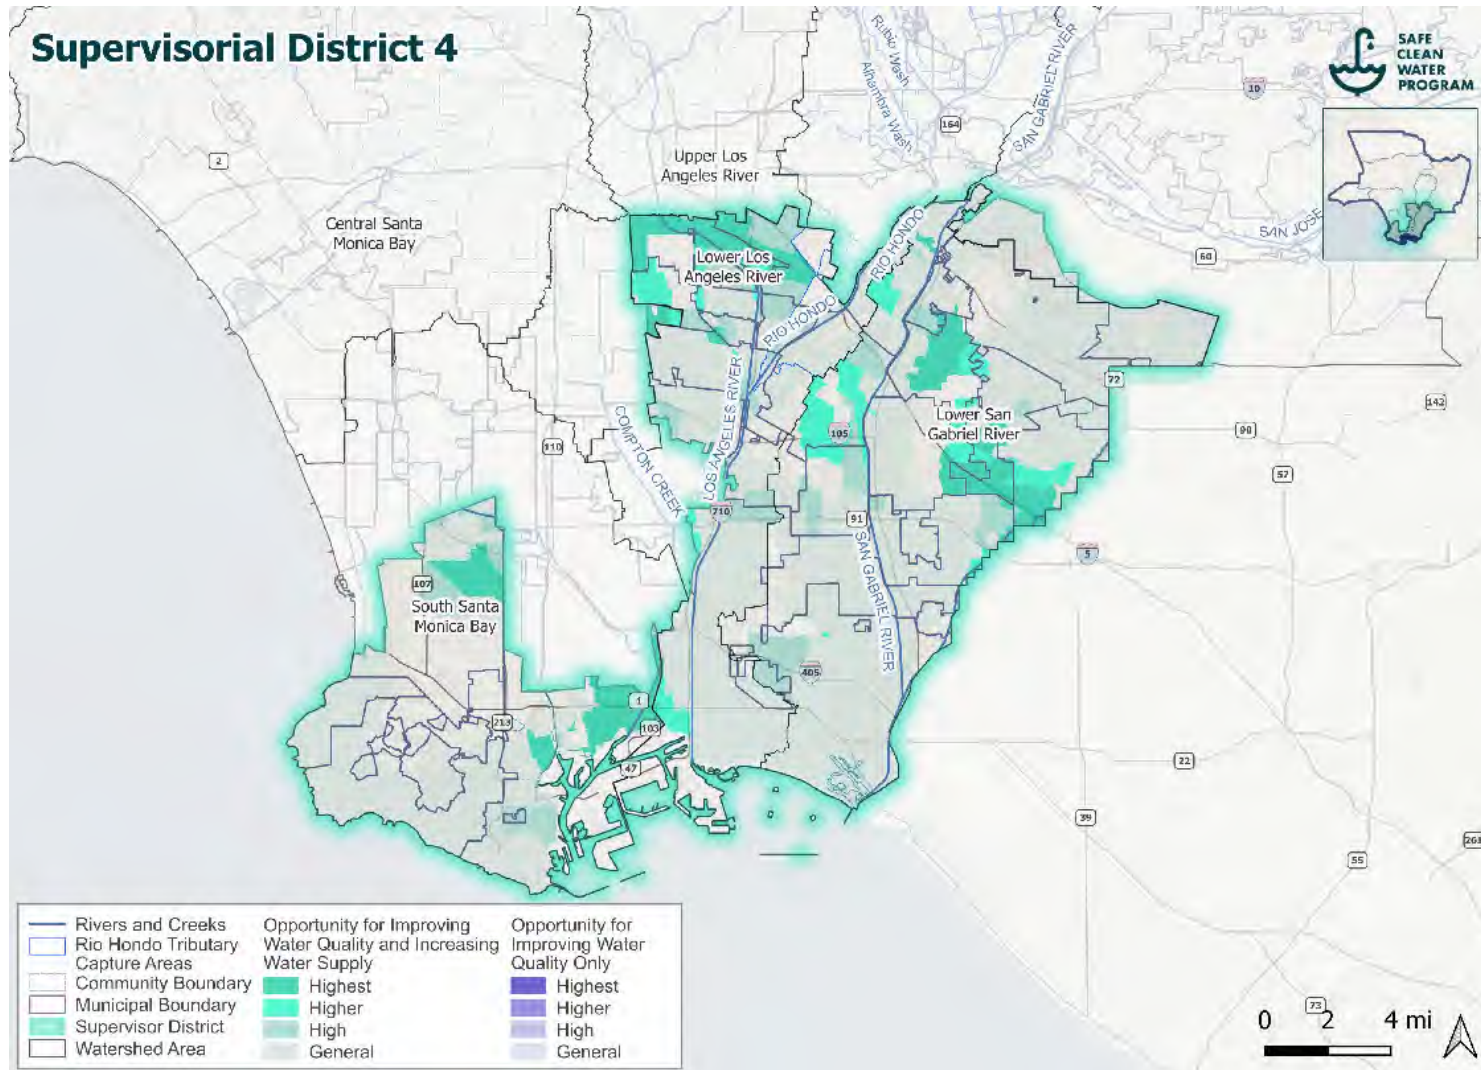 Supervisorial District 4
SAFE
CLEAN
WATER
PROGRAM
Rubio Wash
Alhambra Wash
SAN GABRIEL RIVER
10
164
2
Upper Los
Angeles River
Central Santa
Monica Bay
SAN JOSE
60
RIO HONDO
Lower Los
Angeles River
RIO HONDO
72
142
LOS ANGELES RIVER
COMPTON CREEK
Lower San
Gabriel River
105
90
110
57
710
91
5
SAN GABRIEL RIVER
107
South Santa
Monica Bay
405
1
213
103
47
22
39
55
73
Rivers and Creeks
Rio Hondo Tributary
Capture Areas
Community Boundary
Municipal Boundary
Supervisor District
Watershed Area
Opportunity for Improving
Water Quality and Increasing
Water Supply
Highest
Higher
High
General
Opportunity for
Improving Water
Quality Only
Highest
Higher
High
General
0 2 4 mi